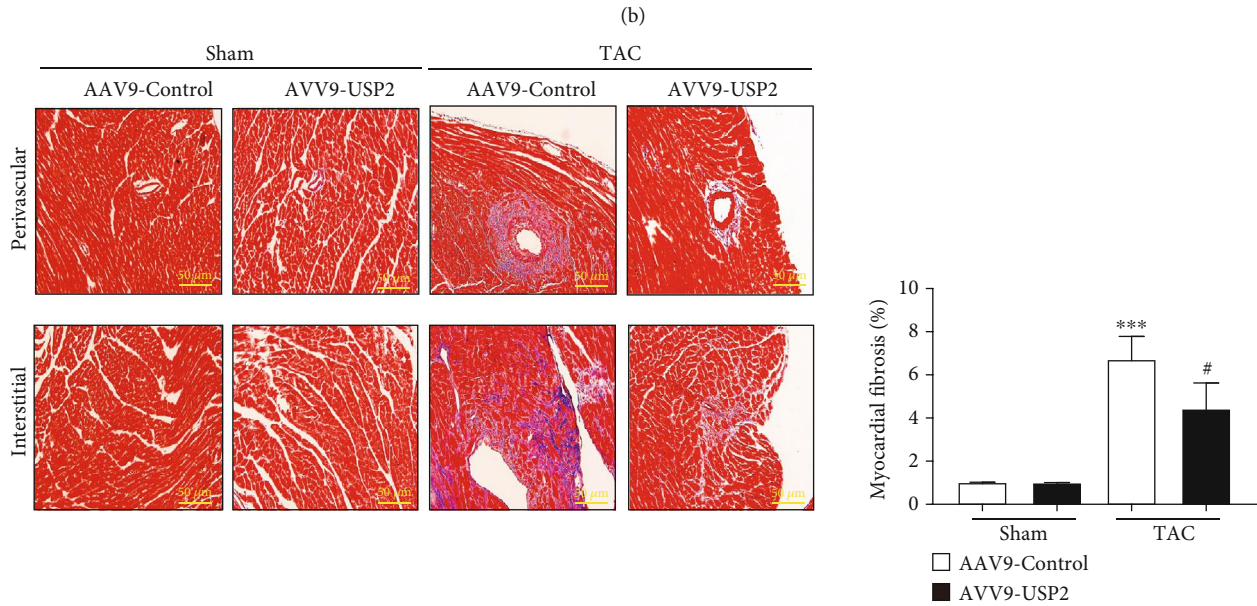 (b)
Sham TAC
AAV9-Control AVV9-USP2 AAV9-Control AVV9-USP2
Perivascular
50 µm 50 µm 50 µm 50 µm
Interstitial
50 µm 50 µm 50 µm 50 µm
Myocardial fibrosis (%)
10
8
6
4
2
0
***
#
Sham TAC
AAV9-Control
AVV9-USP2